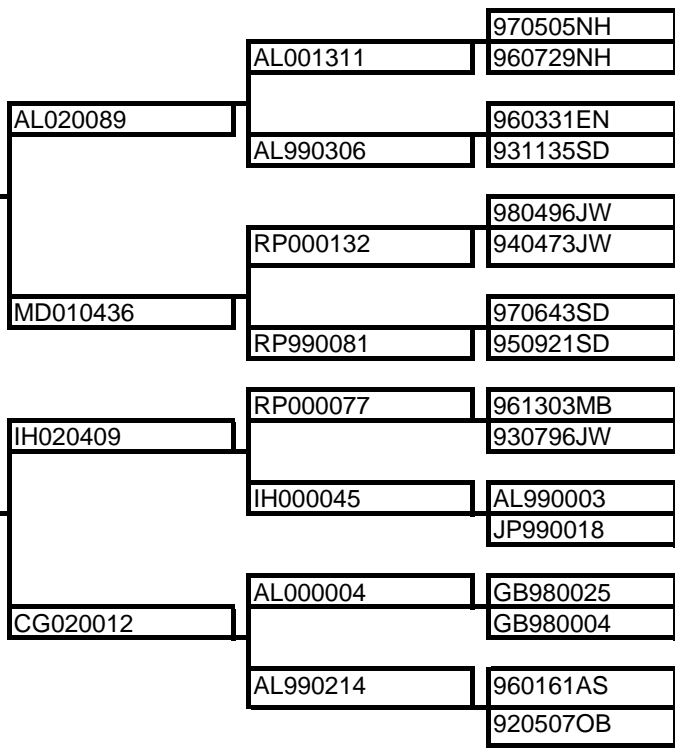 970505NH
AL001311 960729NH
AL020089 960331EN
AL990306 931135SD
980496JW
RP000132 940473JW
MD010436 970643SD
RP990081 950921SD
RP000077 961303MB
IH020409 930796JW
IH000045 AL990003
JP990018
AL000004 GB980025
CG020012 GB980004
AL990214 960161AS
920507OB